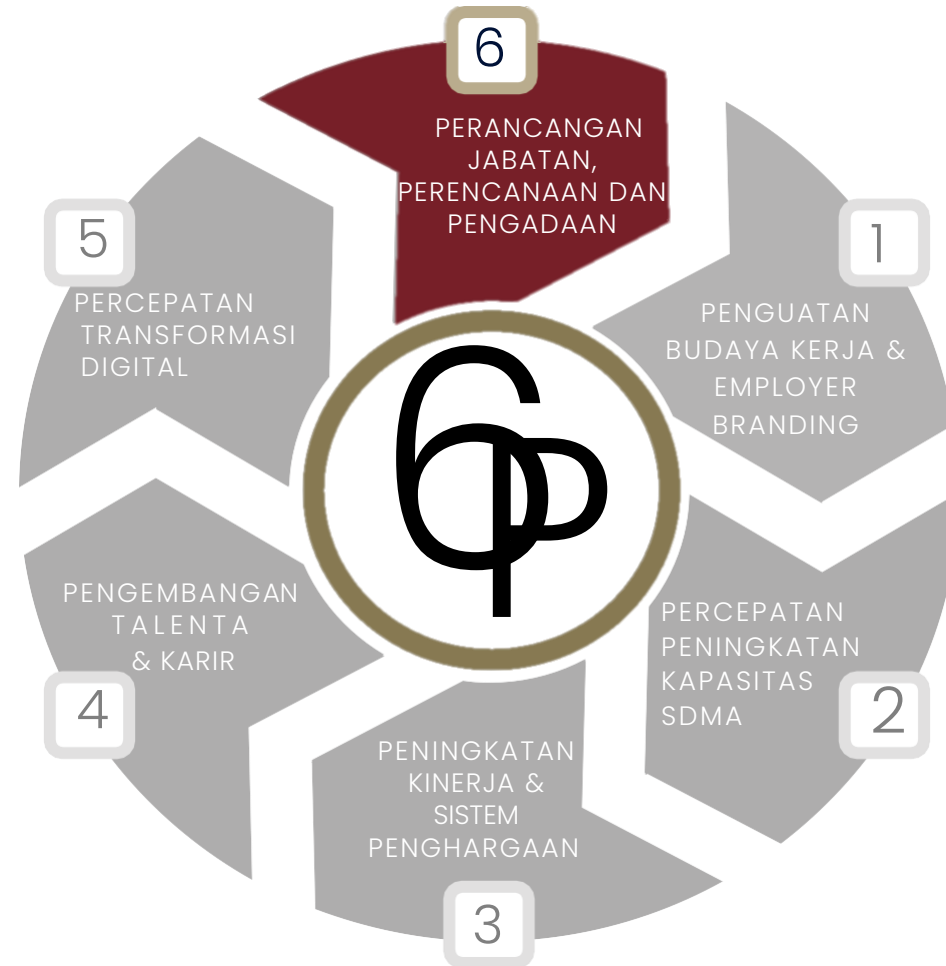 6
PERANCANGAN
JABATAN,
PERENCANAAN DAN
PENGADAAN
1
PENGUATAN
BUDAYA KERJA &
EMPLOYER
BRANDING
2
PERCEPATAN
PENINGKATAN
KAPASITAS
SDMA
3
PENINGKATAN
KINERJA &
SISTEM
PENGHARGAAN
4
PENGEMBANGAN
TALENTA
& KARIR
5
PERCEPATAN
TRANSFORMASI
DIGITAL
6P